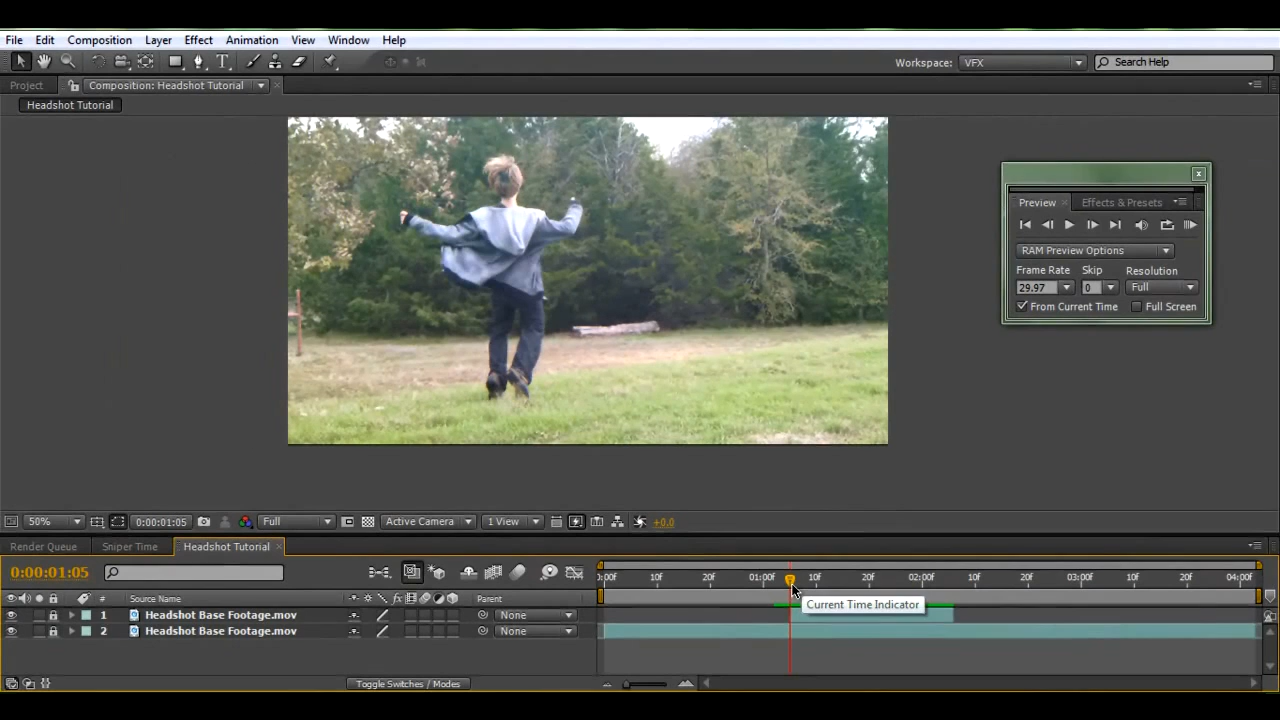 File Edit Composition Layer Effect Animation View Window Help
Workspace: VFX Search Help
Project Composition: Headshot Tutorial
Headshot Tutorial
Preview Effects & Presets
RAM Preview Options
Frame Rate Skip Resolution
29.97 0 Full
From Current Time Full Screen
50% 0:00:01:05 Full Active Camera 1 View +0.0
Render Queue Sniper Time Headshot Tutorial
0:00:01:05
):00f 10f 20f 01:00f 10f 20f 02:00f 10f 20f 03:00f 10f 20f 04:00f
# Source Name fx Parent
Current Time Indicator
1 Headshot Base Footage.mov None
2 Headshot Base Footage.mov None
Toggle Switches / Modes